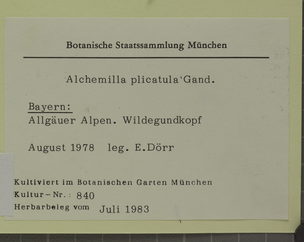 Botanische Staatssammlung München
Alchemilla plicatula Gand.
Bayern:
Allgäuer Alpen. Wildegundkopf
August 1978 leg. E.Dörr
Kultiviert im Botanischen Garten München
Kultur-Nr.: 840
Herbarbeleg vom Juli 1983